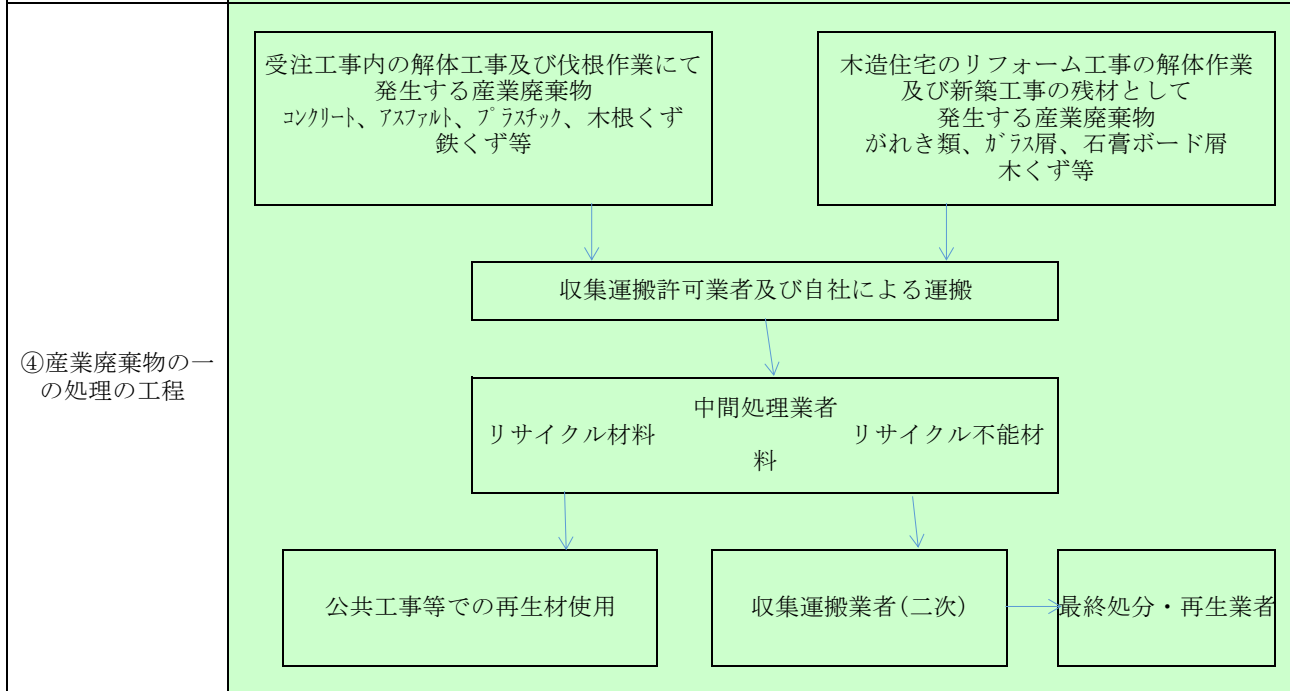 ④産業廃棄物の一
の処理の工程
受注工事内の解体工事及び伐根作業にて
発生する産業廃棄物
ｺﾝｸﾘｰﾄ、ｱｽﾌｧﾙﾄ、ﾌﾟﾗｽﾁｯｸ、木根くず
鉄くず等
木造住宅のリフォーム工事の解体作業
及び新築工事の残材として
発生する産業廃棄物
がれき類、ｶﾞﾗｽ屑、石膏ボード屑
木くず等
収集運搬許可業者及び自社による運搬
中間処理業者
リサイクル材料　リサイクル不能材
料
公共工事等での再生材使用
収集運搬業者(二次)
最終処分・再生業者